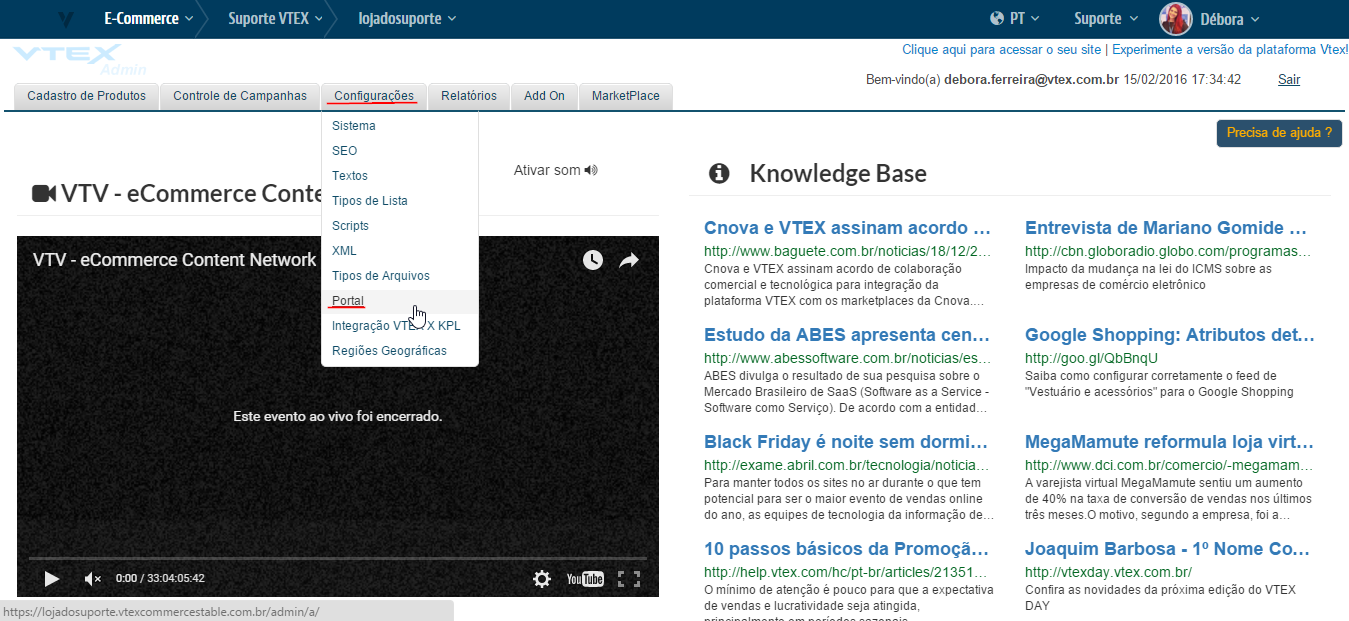 E-Commerce
Suporte VTEX
lojadosuporte
PT
Suporte
Débora
VTEX
Admin
Clique aqui para acessar o seu site | Experimente a versão da plataforma Vtex!
Bem-vindo(a) debora.ferreira@vtex.com.br 15/02/2016 17:34:42
Sair
Cadastro de Produtos
Controle de Campanhas
Configurações
Relatórios
Add On
MarketPlace
Sistema
SEO
Textos
Tipos de Lista
Scripts
XML
Tipos de Arquivos
Portal
Integração VTEX X KPL
Regiões Geográficas
Precisa de ajuda ?
Ativar som
VTV - eCommerce Conte
VTV - eCommerce Content Network
Este evento ao vivo foi encerrado.
0:00 / 33:04:05:42
YouTube
https://lojadosuporte.vtexcommercestable.com.br/admin/a/
Knowledge Base
Cnova e VTEX assinam acordo ...
http://www.baguete.com.br/noticias/18/12/2...
Cnova e VTEX assinam acordo de colaboração
comercial e tecnológica para integração da
plataforma VTEX com os marketplaces da Cnova....
Entrevista de Mariano Gomide ...
http://cbn.globoradio.globo.com/programas...
Impacto da mudança na lei do ICMS sobre as
empresas de comércio eletrônico
Estudo da ABES apresenta cen...
http://www.abessoftware.com.br/noticias/es...
ABES divulga o resultado de sua pesquisa sobre o
Mercado Brasileiro de SaaS (Software as a Service -
Software como Serviço). De acordo com a entidad...
Google Shopping: Atributos det...
http://goo.gl/QbBnqU
Saiba como configurar corretamente o feed de
"Vestuário e acessórios" para o Google Shopping
Black Friday é noite sem dormi...
http://exame.abril.com.br/tecnologia/noticia...
Para manter todos os sites no ar durante o que tem
potencial para ser o maior evento de vendas online
do ano, as equipes de tecnologia da informação de...
MegaMamute reformula loja virt...
http://www.dci.com.br/comercio/-megamam...
A varejista virtual MegaMamute sentiu um aumento
de 40% na taxa de conversão de vendas nos últimos
três meses.O motivo, segundo a empresa, foi a...
10 passos básicos da Promoçã...
http://help.vtex.com/hc/pt-br/articles/21351...
O mínimo de atenção é pouco para que a expectativa
de vendas e lucratividade seja atingida,
principalmente em períodos sazonais
Joaquim Barbosa - 1º Nome Co...
http://vtexday.vtex.com.br/
Confira as novidades da próxima edição do VTEX
DAY